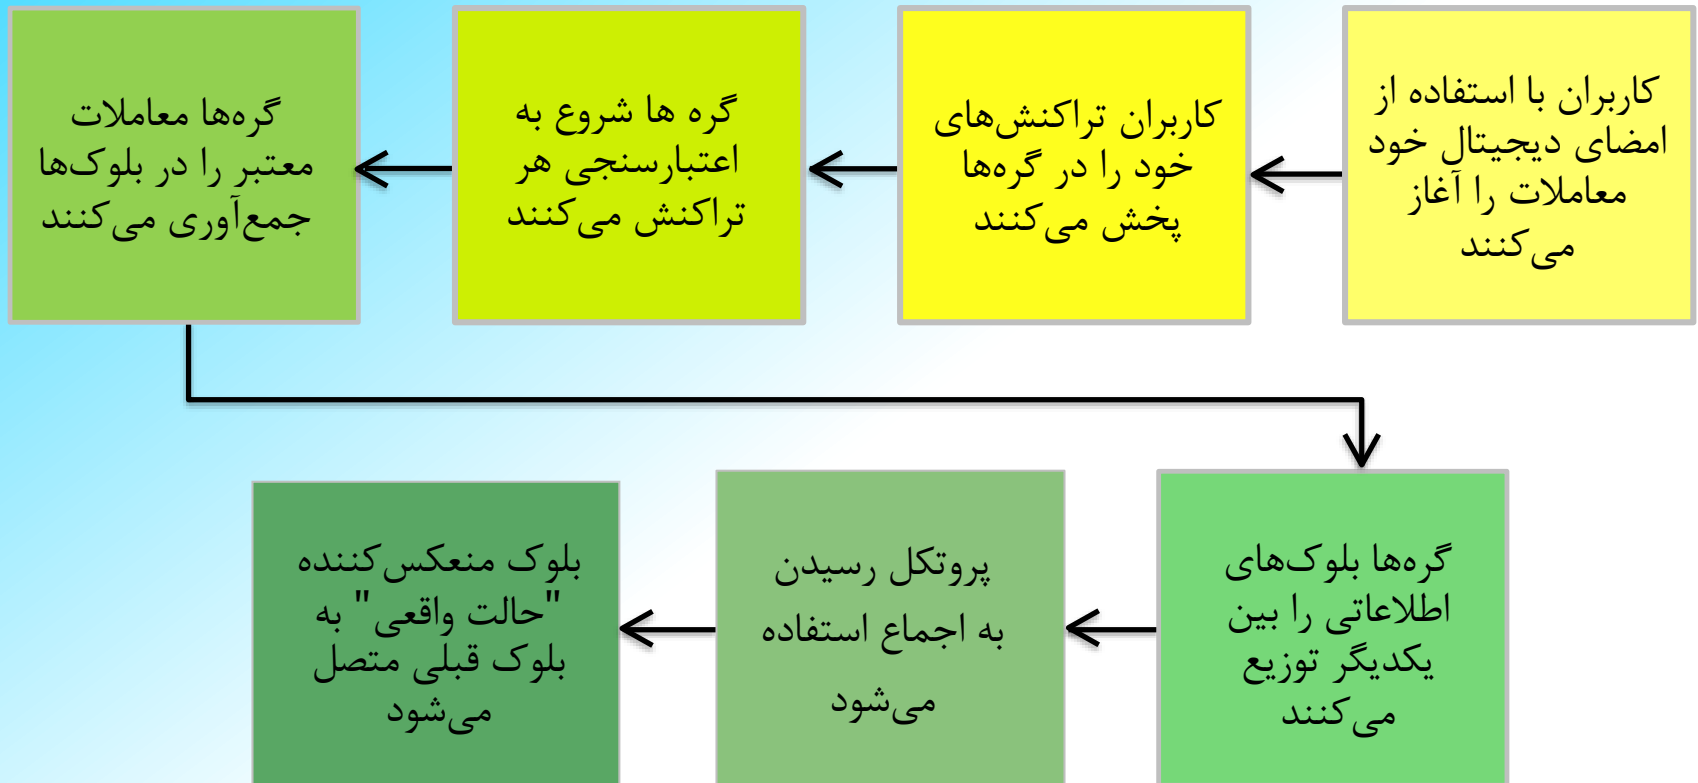 کاربران با استفاده از
امضای دیجیتال خود
معاملات را آغاز
می‌کنند
کاربران تراکنش‌های
خود را در گره‌ها
پخش می‌کنند
گره ها شروع به
اعتبارسنجی هر
تراکنش می‌کنند
گره‌ها معاملات
معتبر را در بلوک‌ها
جمع‌آوری می‌کنند
گره‌ها بلوک‌های
اطلاعاتی را بین
یکدیگر توزیع
می‌کنند
پروتکل رسیدن
به اجماع استفاده
می‌شود
بلوک منعکس‌کننده
"حالت واقعی" به
بلوک قبلی متصل
می‌شود